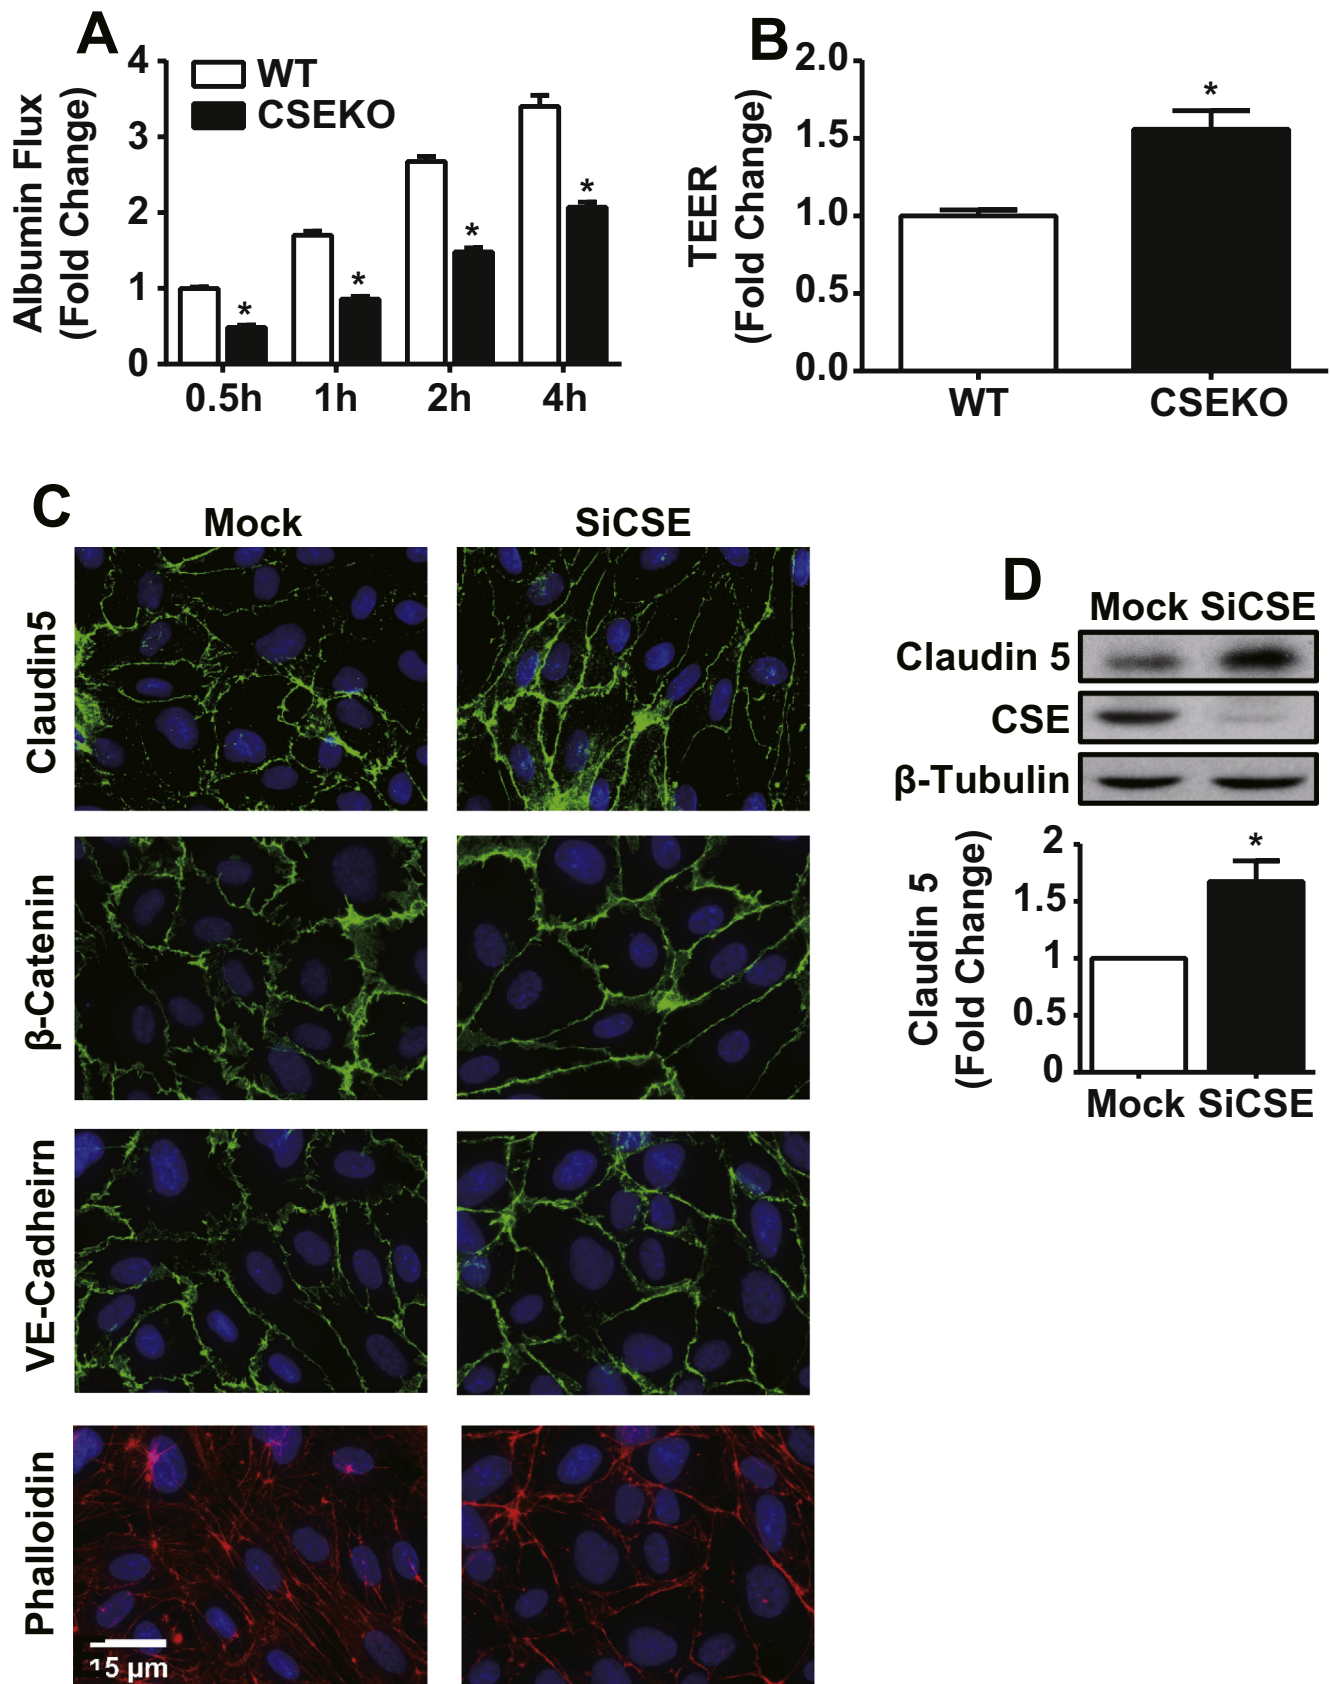 A
Albumin Flux
(Fold Change)
4
3
2
1
0
WT
CSEKO
*
*
*
*
0.5h 1h 2h 4h
B
TEER
(Fold Change)
2.0
1.5
1.0
0.5
0.0
*
WT CSEKO
C
Mock SiCSE
Claudin5
β-Catenin
VE-Cadheirn
Phalloidin
15 µm
D
Mock SiCSE
Claudin 5
CSE
β-Tubulin
Claudin 5
(Fold Change)
2
1.5
1
0.5
0
*
Mock SiCSE